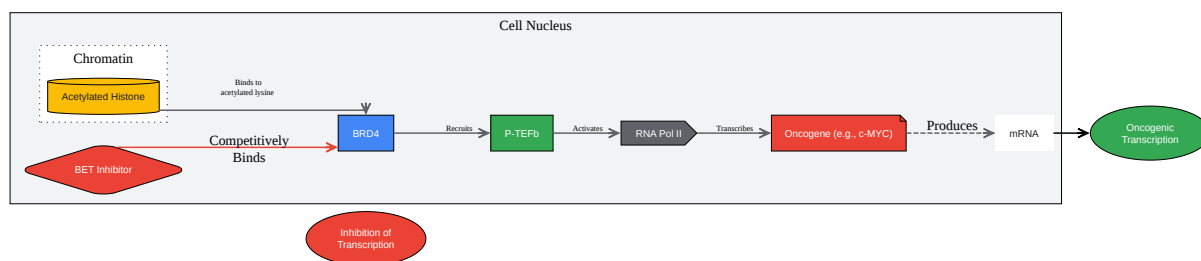 Cell Nucleus
Chromatin
Acetylated Histone
Binds to
acetylated lysine
BRD4
Recruits
P-TEFb
Activates
RNA Pol II
Transcribes
Oncogene (e.g., c-MYC)
Produces
mRNA
Oncogenic
Transcription
Competitively
Binds
BET Inhibitor
Inhibition of
Transcription